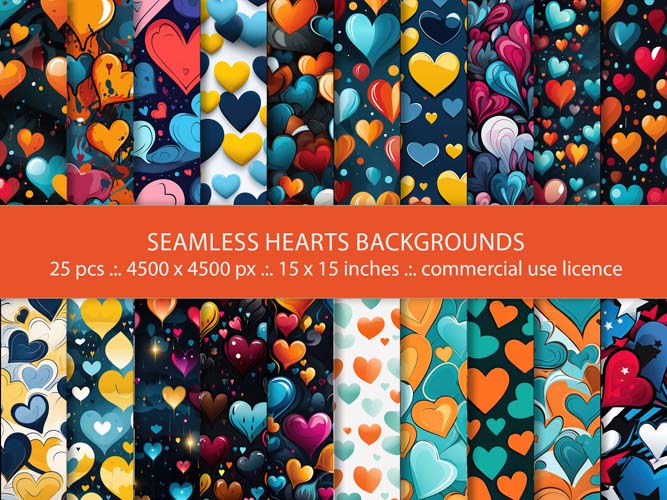 SEAMLESS HEARTS BACKGROUNDS
25 pcs .:. 4500 x 4500 px .:. 15 x 15 inches .:. commercial use licence